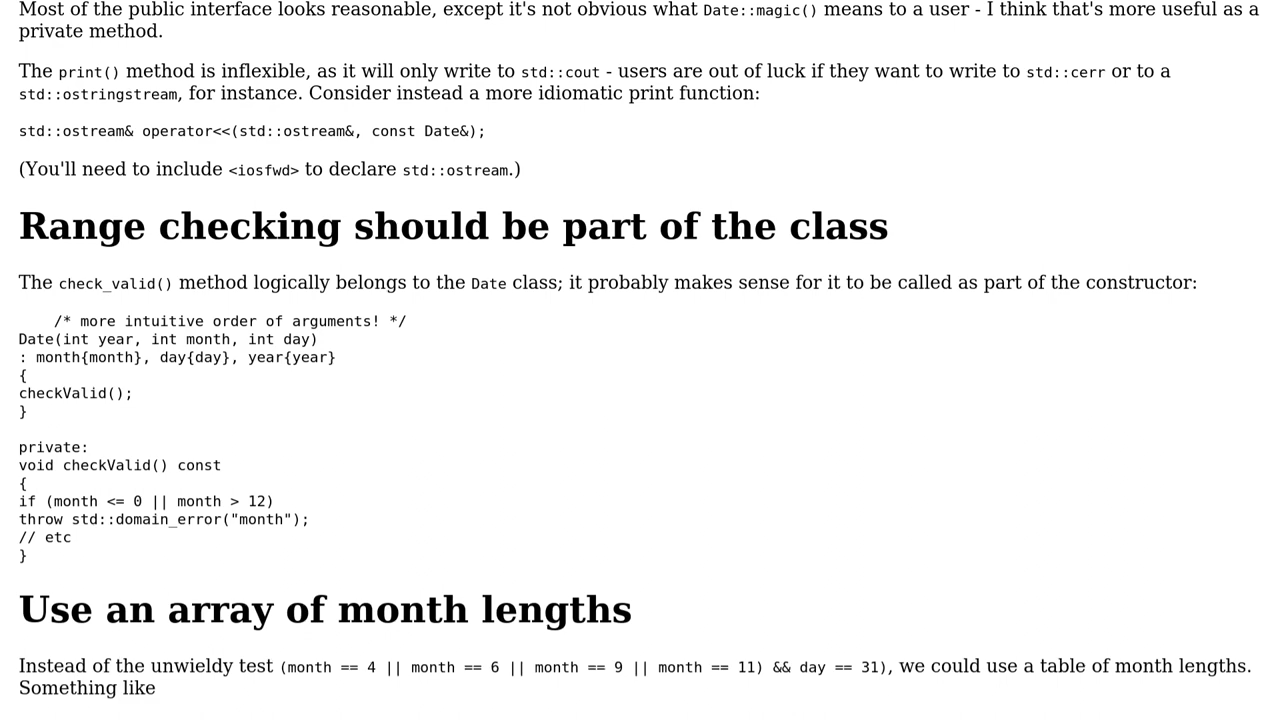 Most of the public interface looks reasonable, except it's not obvious what Date::magic() means to a user - I think that's more useful as a
private method.
The print() method is inflexible, as it will only write to std::cout - users are out of luck if they want to write to std::cerr or to a
std::ostringstream, for instance. Consider instead a more idiomatic print function:
std::ostream& operator<<(std::ostream&, const Date&);
(You'll need to include <iosfwd> to declare std::ostream.)
Range checking should be part of the class
The check_valid() method logically belongs to the Date class; it probably makes sense for it to be called as part of the constructor:
/* more intuitive order of arguments! */
Date(int year, int month, int day)
: month{month}, day{day}, year{year}
{
checkValid();
}
private:
void checkValid() const
{
if (month <= 0 || month > 12)
throw std::domain_error("month");
// etc
}
Use an array of month lengths
Instead of the unwieldy test (month == 4 || month == 6 || month == 9 || month == 11) && day == 31), we could use a table of month lengths.
Something like